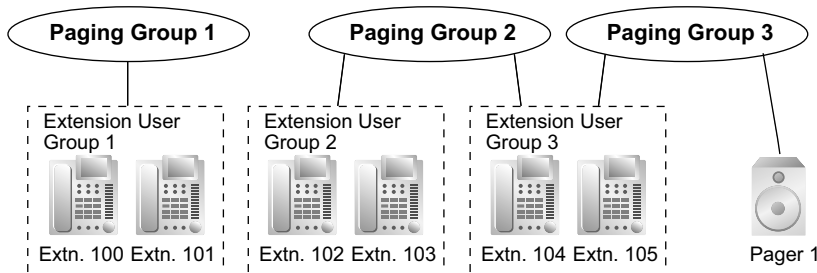 Paging Group 1
Paging Group 2
Paging Group 3
Extension User
Group 1
Extension User
Group 2
Extension User
Group 3
Extn. 100
Extn. 101
Extn. 102
Extn. 103
Extn. 104
Extn. 105
Pager 1